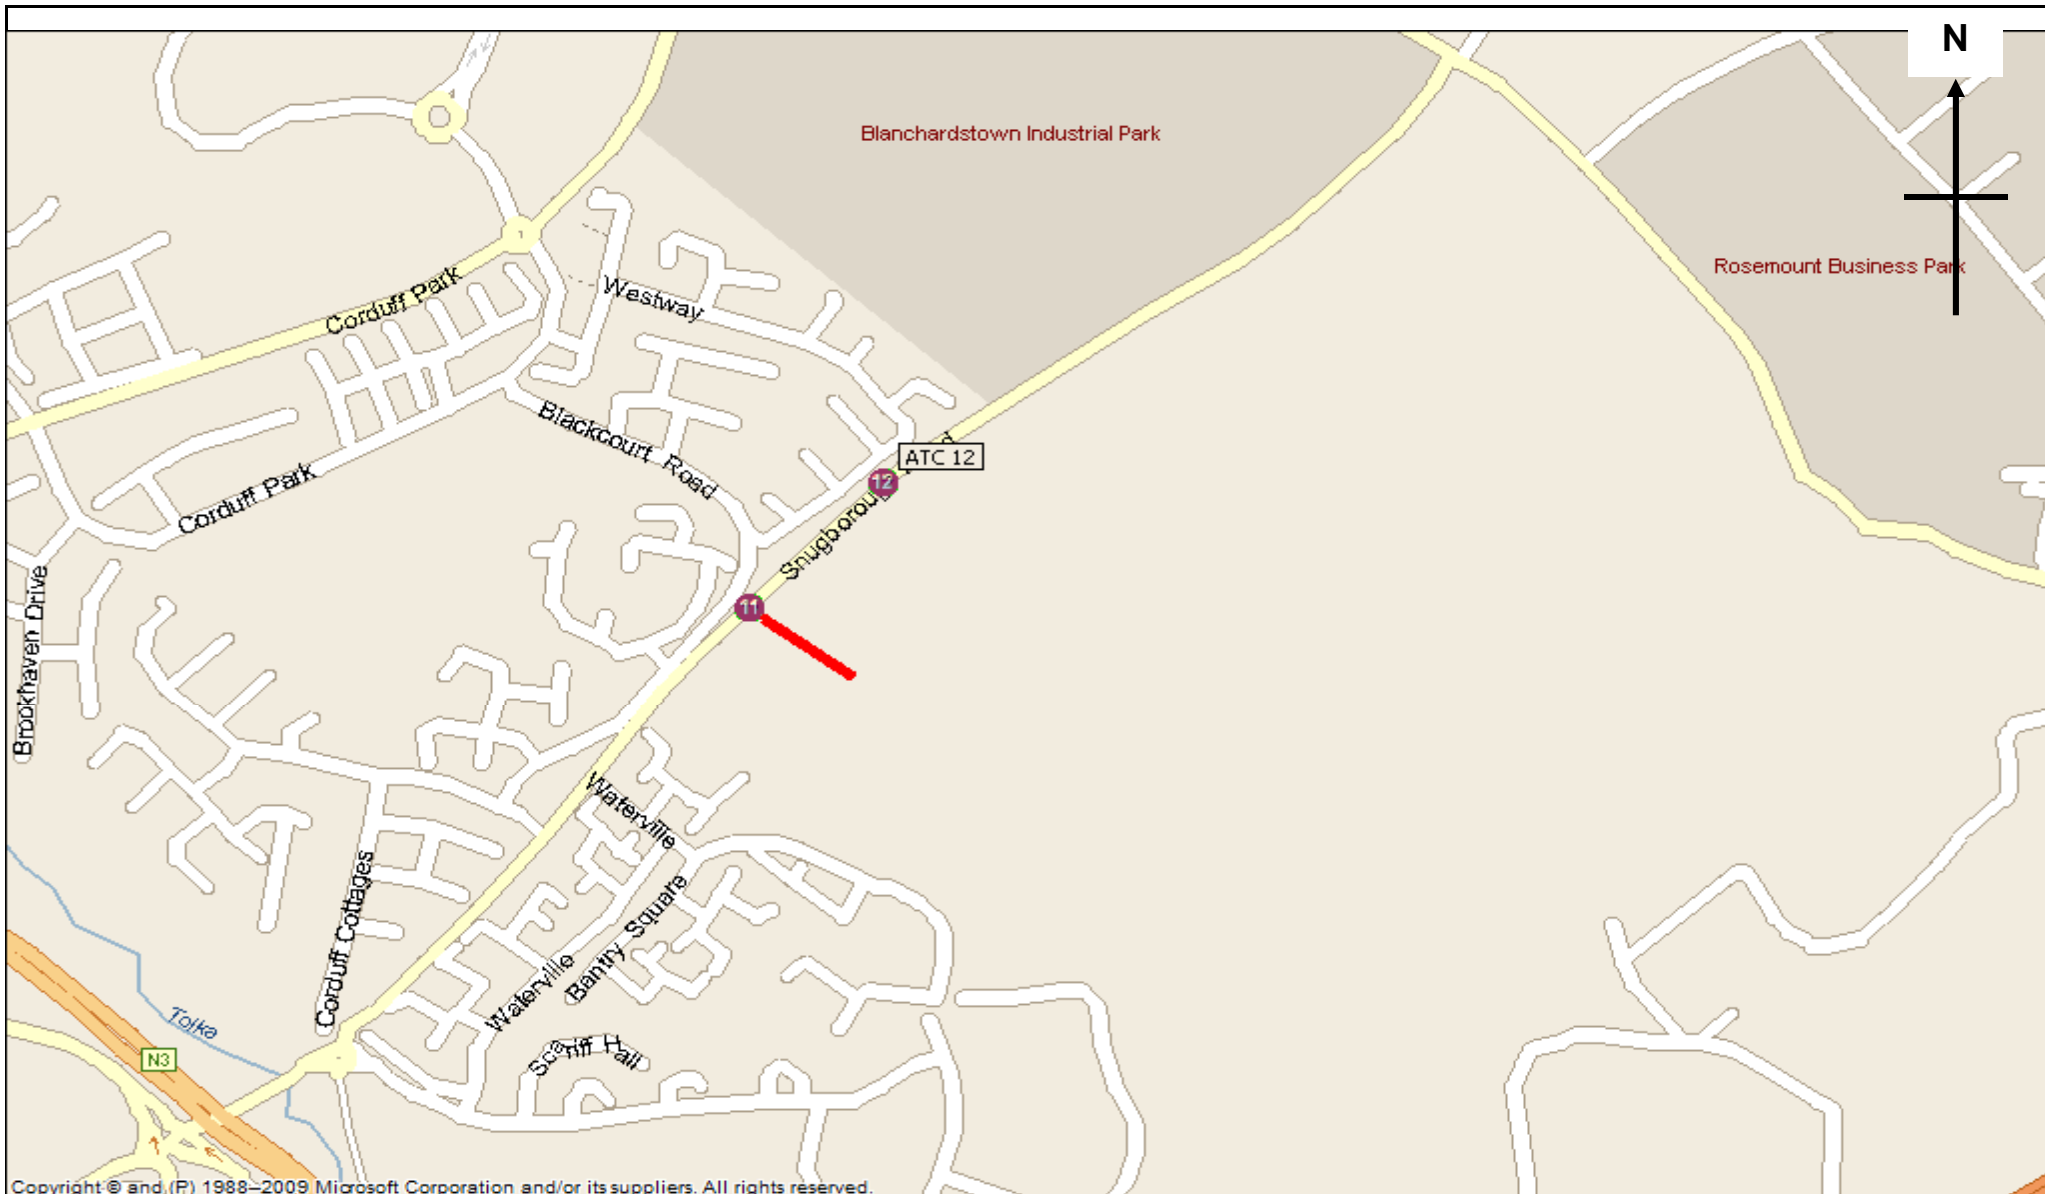 N
Blanchardstown Industrial Park
Rosemount Business Park
Corduff Park
Westway
Blackcourt Road
ATC 12
12
Corduff Park
11
Brookhaven Drive
Waterville
Corduff Cottages
Bantry Square
Waterville
Tolka
Scariff Hall
N3
Copyright © and (P) 1988–2009 Microsoft Corporation and/or its suppliers. All rights reserved.